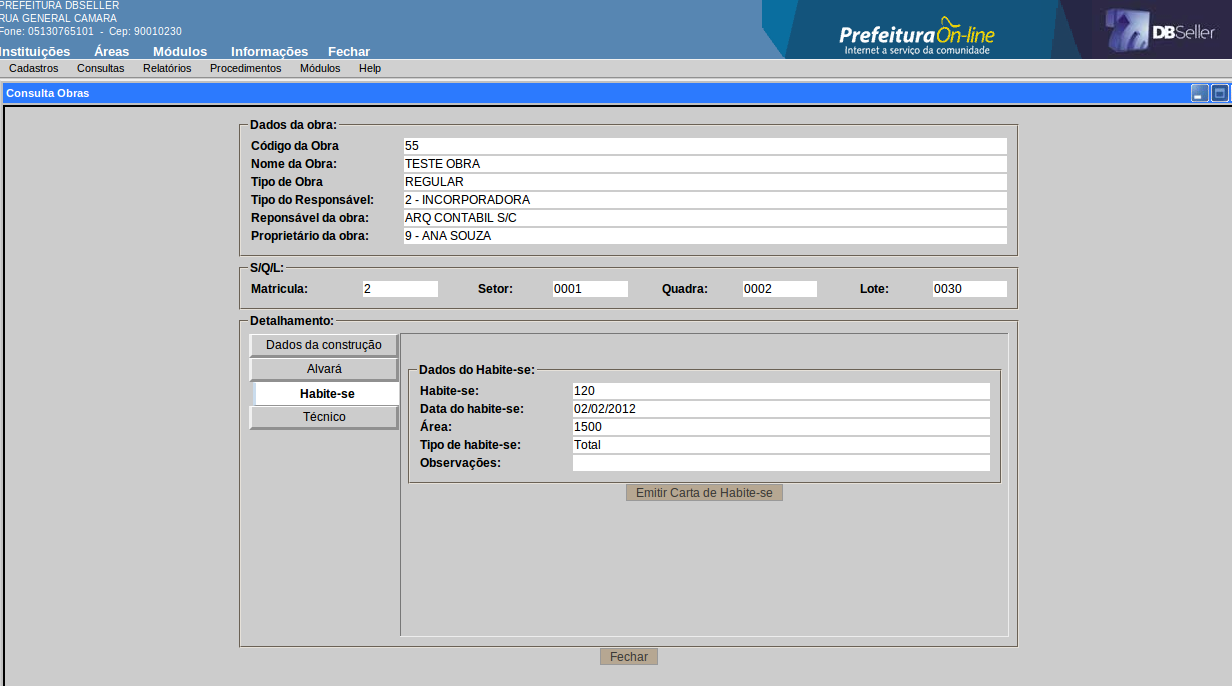 PREFEITURA DBSELLER
RUA GENERAL CAMARA
Fone: 05130765101 - Cep: 90010230
Prefeitura On-line
Internet a serviço da comunidade
DBSeller
Instituições Áreas Módulos Informações Fechar
Cadastros Consultas Relatórios Procedimentos Módulos Help
Consulta Obras
Dados da obra:
Código da Obra 55
Nome da Obra: TESTE OBRA
Tipo de Obra REGULAR
Tipo do Responsável: 2 - INCORPORADORA
Reponsável da obra: ARQ CONTABIL S/C
Proprietário da obra: 9 - ANA SOUZA
S/Q/L:
Matricula: 2 Setor: 0001 Quadra: 0002 Lote: 0030
Detalhamento:
Dados da construção
Alvará
Habite-se
Técnico
Dados do Habite-se:
Habite-se: 120
Data do habite-se: 02/02/2012
Área: 1500
Tipo de habite-se: Total
Observações:
Emitir Carta de Habite-se
Fechar